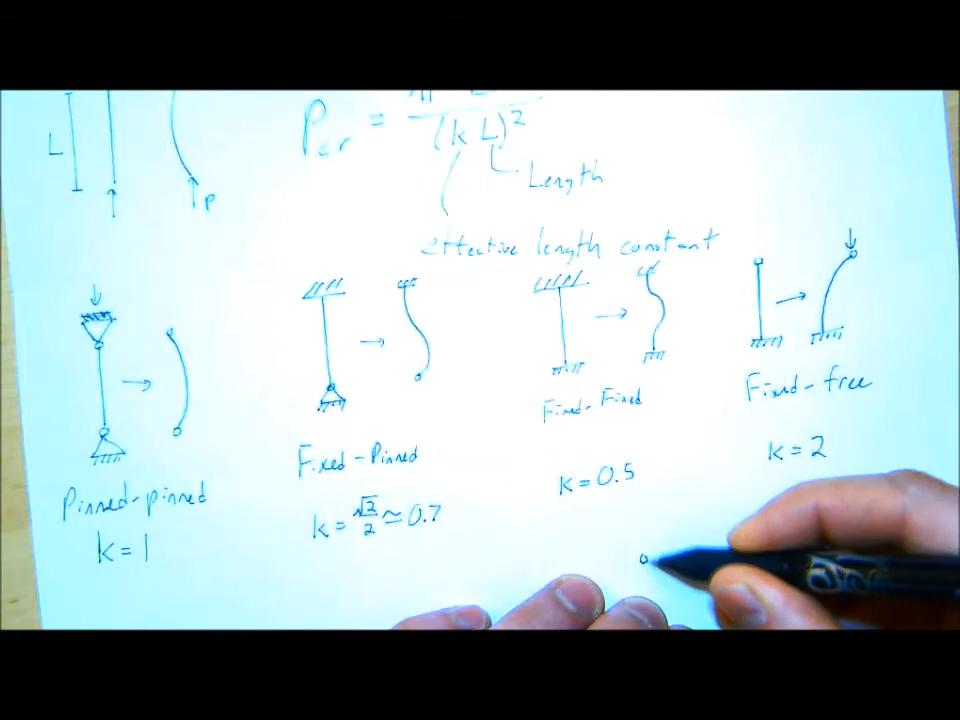 L
P
Pcr = π
(k L)²
Length
effective length constant
Pinned-pinned
k = 1
Fixed-Pinned
k = √2/2 ≃ 0.7
Fixed-Fixed
k = 0.5
Fixed-free
k = 2